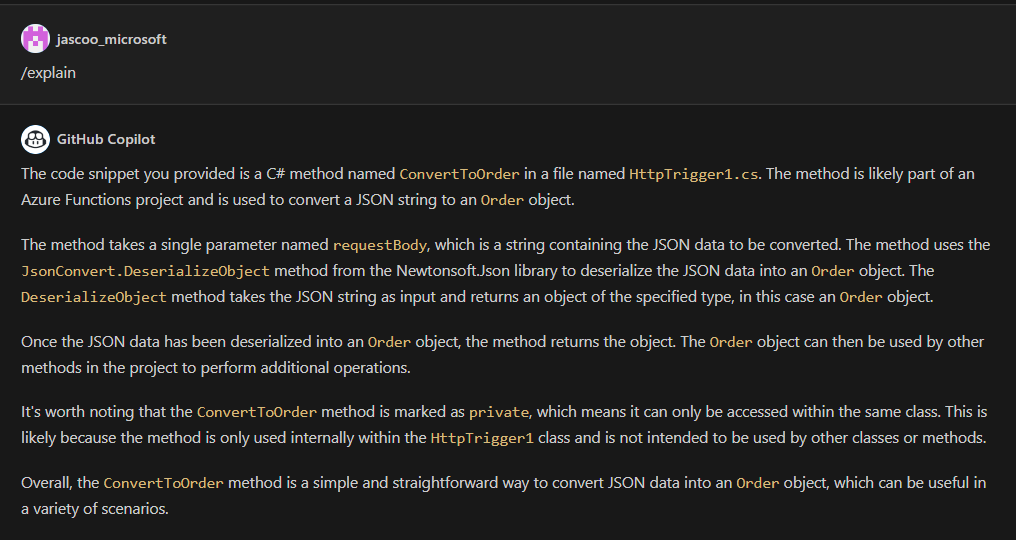 jascoo_microsoft
/explain
GitHub Copilot
The code snippet you provided is a C# method named ConvertToOrder in a file named HttpTrigger1.cs. The method is likely part of an
Azure Functions project and is used to convert a JSON string to an Order object.
The method takes a single parameter named requestBody, which is a string containing the JSON data to be converted. The method uses the
JsonConvert.DeserializeObject method from the Newtonsoft.Json library to deserialize the JSON data into an Order object. The
DeserializeObject method takes the JSON string as input and returns an object of the specified type, in this case an Order object.
Once the JSON data has been deserialized into an Order object, the method returns the object. The Order object can then be used by other
methods in the project to perform additional operations.
It's worth noting that the ConvertToOrder method is marked as private, which means it can only be accessed within the same class. This is
likely because the method is only used internally within the HttpTrigger1 class and is not intended to be used by other classes or methods.
Overall, the ConvertToOrder method is a simple and straightforward way to convert JSON data into an Order object, which can be useful in
a variety of scenarios.